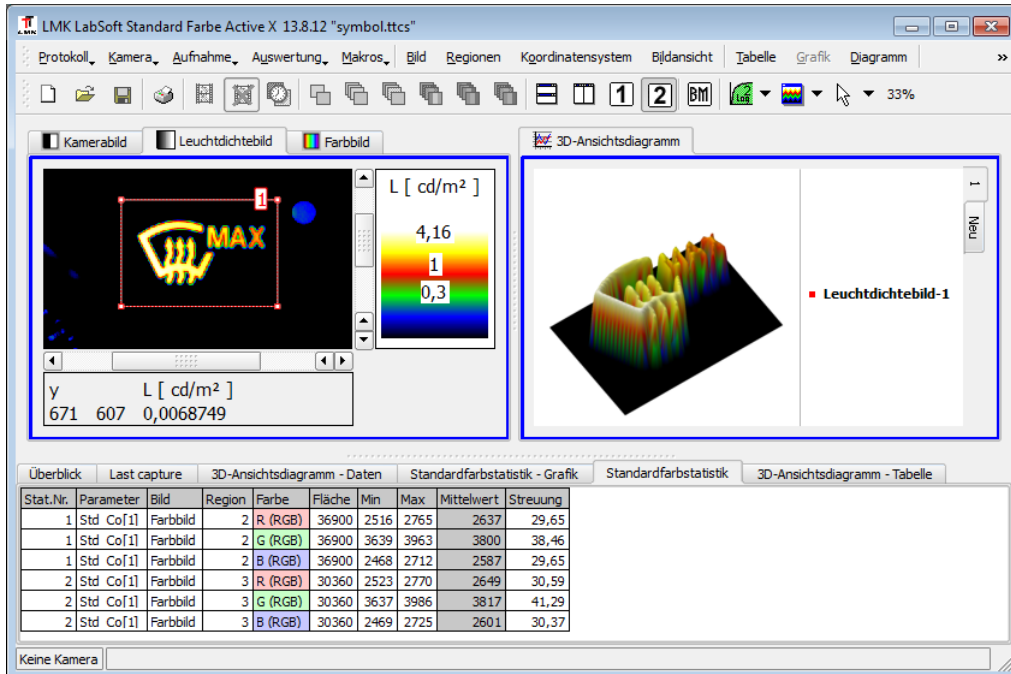 LMK LabSoft Standard Farbe Active X 13.8.12 "symbol.ttcs"
Protokoll Kamera Aufnahme Auswertung Makros Bild Regionen Koordinatensystem Bildansicht Tabelle Grafik Diagramm »
1 2 BM 2 Log 33%
Kamerabild Leuchtdichtebild Farbbild 3D-Ansichtsdiagramm
1
MAX
L [ cd/m² ]
4,16
1
0,3
y L [ cd/m² ]
671 607 0,0068749
Leuchtdichtebild-1
1
Neu
Überblick Last capture 3D-Ansichtsdiagramm - Daten Standardfarbstatistik - Grafik Standardfarbstatistik 3D-Ansichtsdiagramm - Tabelle
Stat.Nr. Parameter Bild Region Farbe Fläche Min Max Mittelwert Streuung
1 Std Co[1] Farbbild 2 R (RGB) 36900 2516 2765 2637 29,65
1 Std Co[1] Farbbild 2 G (RGB) 36900 3639 3963 3800 38,46
1 Std Co[1] Farbbild 2 B (RGB) 36900 2468 2712 2587 29,65
2 Std Co[1] Farbbild 3 R (RGB) 30360 2523 2770 2649 30,59
2 Std Co[1] Farbbild 3 G (RGB) 30360 3637 3986 3817 41,29
2 Std Co[1] Farbbild 3 B (RGB) 30360 2469 2725 2601 30,37
Keine Kamera